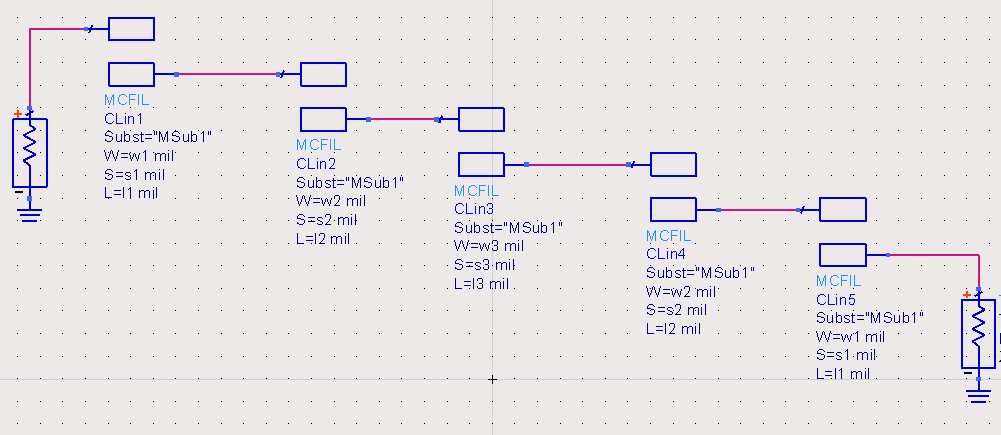 MCFIL
CLin1
Subst="MSub1"
W=w1 mil
S=s1 mil
L=l1 mil
MCFIL
CLin2
Subst="MSub1"
W=w2 mil
S=s2 mil
L=l2 mil
MCFIL
CLin3
Subst="MSub1"
W=w3 mil
S=s3 mil
L=l3 mil
MCFIL
CLin4
Subst="MSub1"
W=w2 mil
S=s2 mil
L=l2 mil
MCFIL
CLin5
Subst="MSub1"
W=w1 mil
S=s1 mil
L=l1 mil